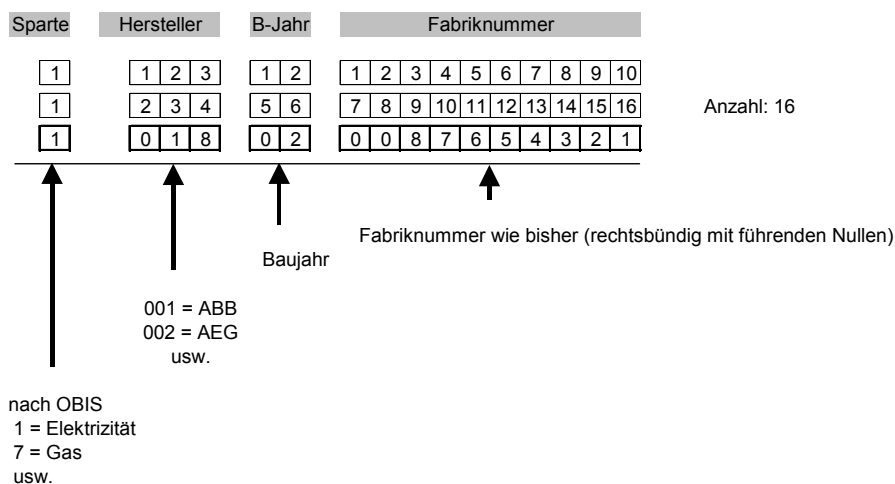 Sparte Hersteller B-Jahr Fabriknummer
1 1 2 3 1 2 1 2 3 4 5 6 7 8 9 10
1 2 3 4 5 6 7 8 9 10 11 12 13 14 15 16 Anzahl: 16
1 0 1 8 0 2 0 0 8 7 6 5 4 3 2 1
Fabriknummer wie bisher (rechtsbündig mit führenden Nullen)
Baujahr
001 = ABB
002 = AEG
usw.
nach OBIS
1 = Elektrizität
7 = Gas
usw.